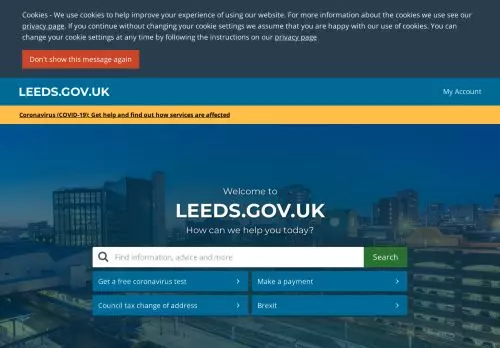 Cookies - We use cookies to help improve your experience of using our website. For more information about the cookies we use see our
privacy page. If you continue without changing your cookie settings we assume that you are happy with our use of cookies. You can
change your cookie settings at any time by following the instructions on our privacy page
Don't show this message again
LEEDS.GOV.UK
My Account
Coronavirus (COVID-19): Get help and find out how services are affected
Welcome to
LEEDS.GOV.UK
How can we help you today?
Find information, advice and more
Search
Get a free coronavirus test
Make a payment
Council tax change of address
Brexit